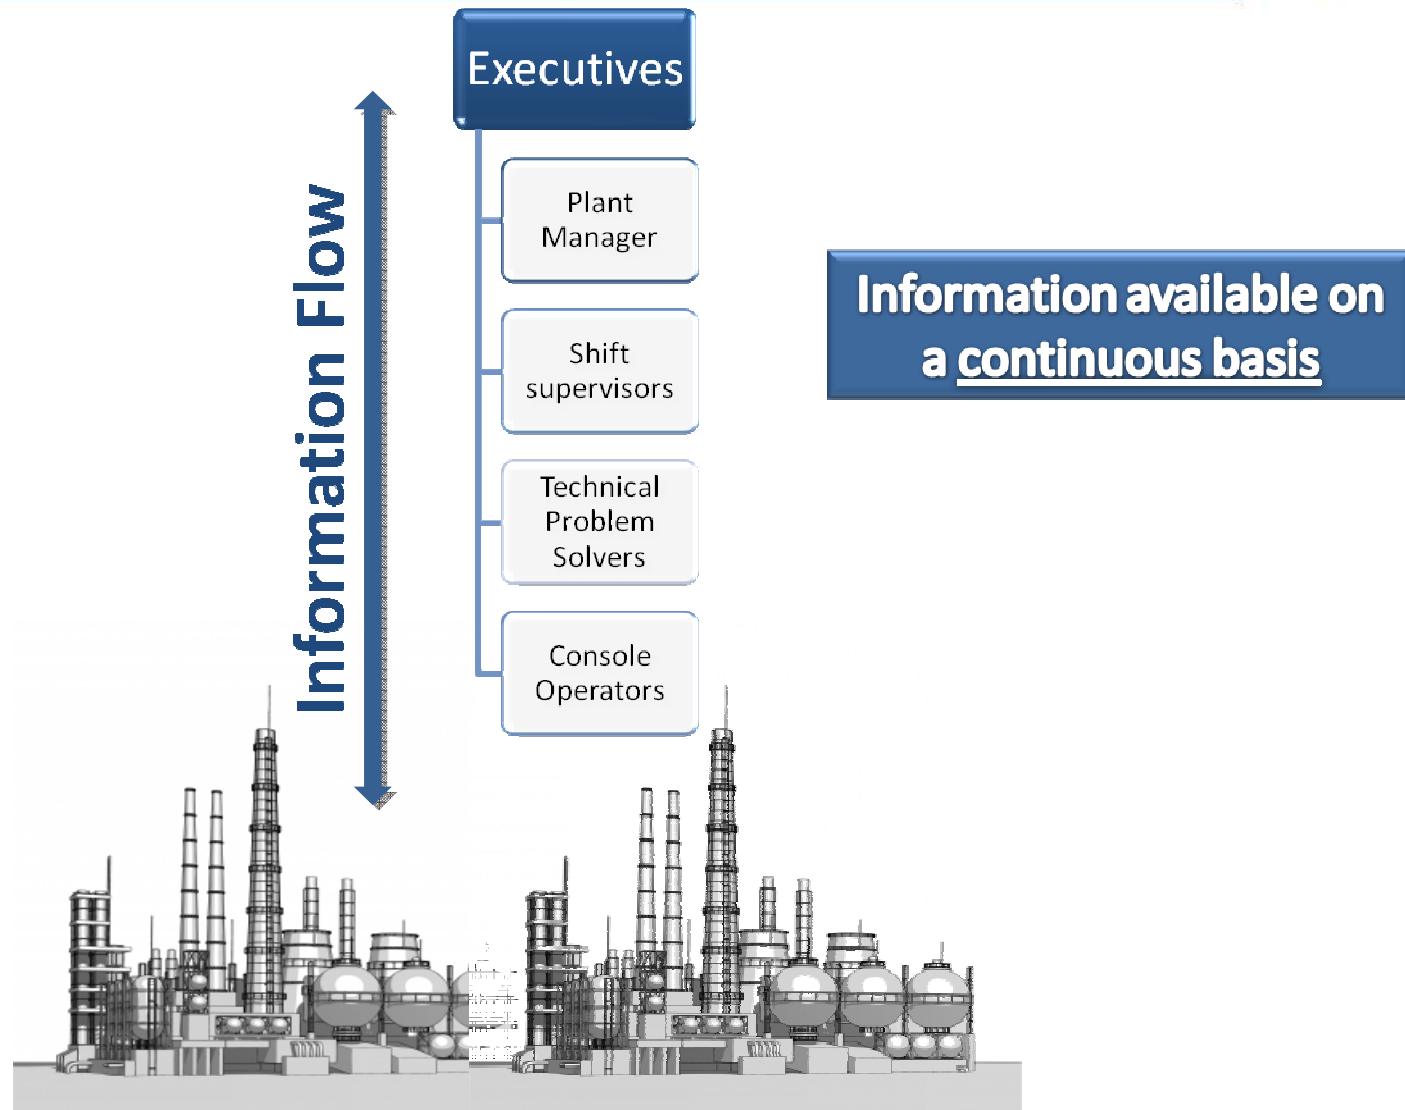 Executives
Information Flow
Plant
Manager
Shift
supervisors
Technical
Problem
Solvers
Console
Operators
Information available on
a continuous basis